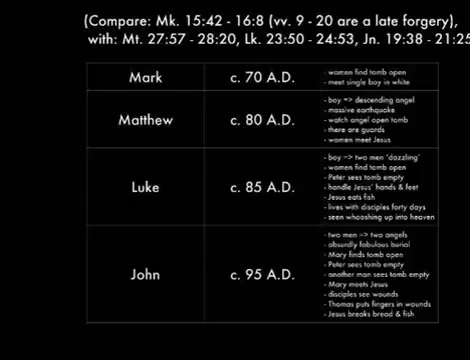 (Compare: Mk. 15:42 - 16:8 (vv. 9 - 20 are a late forgery),
with: Mt. 27:57 - 28:20, Lk. 23:50 - 24:53, Jn. 19:38 - 21:25
Mark
c. 70 A.D.
- women find tomb open
- meet single boy in white
Matthew
c. 80 A.D.
- boy => descending angel
- massive earthquake
- watch angel open tomb
- there are guards
- women meet Jesus
Luke
c. 85 A.D.
- boy => two men 'dazzling'
- women find tomb open
- Peter sees tomb empty
- handle Jesus' hands & feet
- Jesus eats fish
- lives with disciples forty days
- seen whooshing up into heaven
John
c. 95 A.D.
- two men => two angels
- absurdly fabulous burial
- Mary finds tomb open
- Peter sees tomb empty
- another man sees tomb empty
- Mary meets Jesus
- disciples see wounds
- Thomas puts fingers in wounds
- Jesus breaks bread & fish